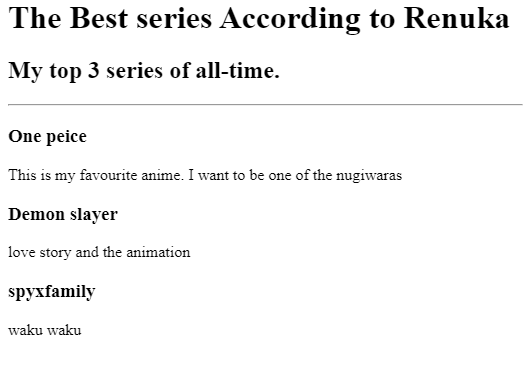 The Best series According to Renuka
My top 3 series of all-time.
One peice
This is my favourite anime. I want to be one of the nugiwaras
Demon slayer
love story and the animation
spyxfamily
waku waku